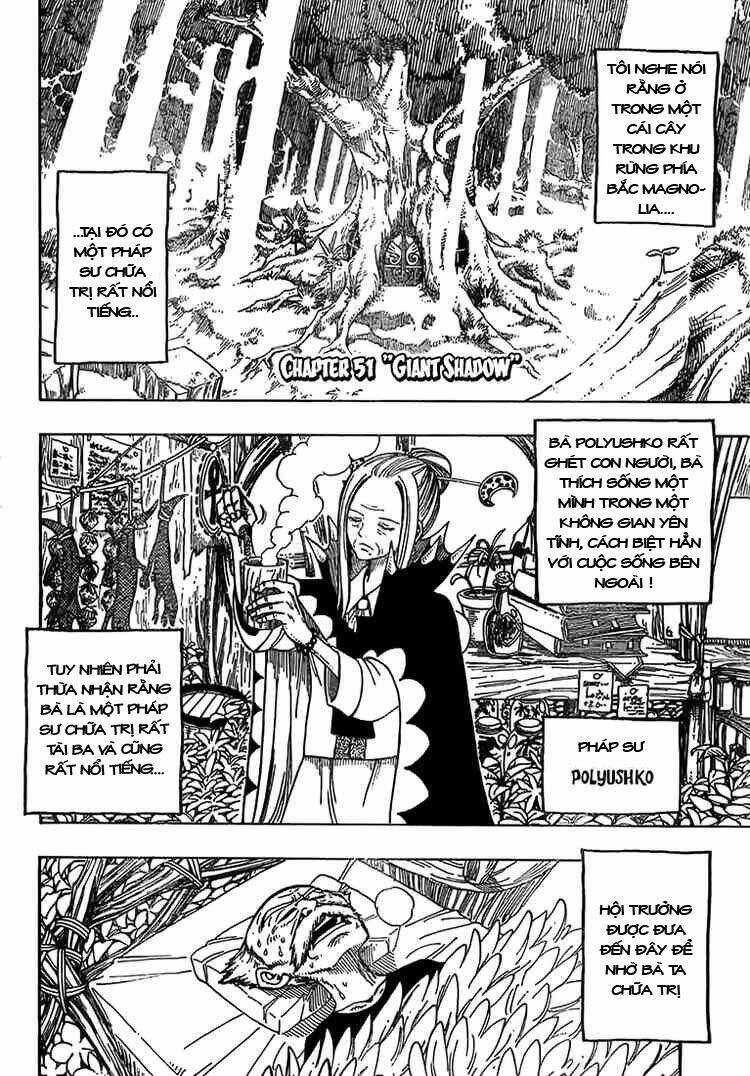 TÔI NGHE NÓI
RẰNG Ở
TRONG MỘT
CÁI CÂY
TRONG KHU
RỪNG PHÍA
BẮC MAGNO-
LIA....
...TẠI ĐÓ CÓ
MỘT PHÁP
SƯ CHỮA
TRỊ RẤT NỔI
TIẾNG..
CHAPTER 51 "GIANT SHADOW"
BÀ POLYUSHKO RẤT
GHÉT CON NGƯỜI, BÀ
THÍCH SỐNG MỘT
MÌNH TRONG MỘT
KHÔNG GIAN YÊN
TĨNH, CÁCH BIỆT HẲN
VỚI CUỘC SỐNG BÊN
NGOÀI !
TUY NHIÊN PHẢI
THỪA NHẬN RẰNG
BÀ LÀ MỘT PHÁP
SƯ CHỮA TRỊ RẤT
TÀI BA VÀ CŨNG
RẤT NỔI TIẾNG...
PHÁP SƯ
POLYUSHKO
HỘI TRƯỞNG
ĐƯỢC ĐƯA
ĐẾN ĐÂY ĐỂ
NHỜ BÀ TA
CHỮA TRỊ